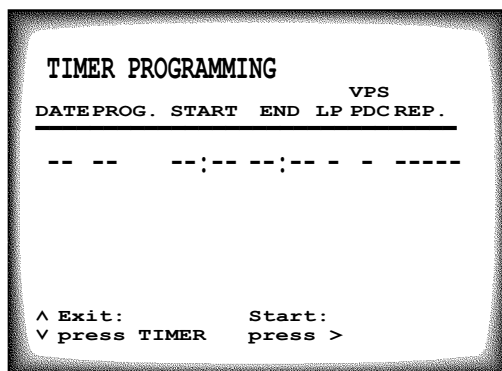 TIMER PROGRAMMING
VPS
DATE PROG. START END LP PDC REP.
-- -- --:-- --:-- - - -----
^ Exit: Start:
v press TIMER press >